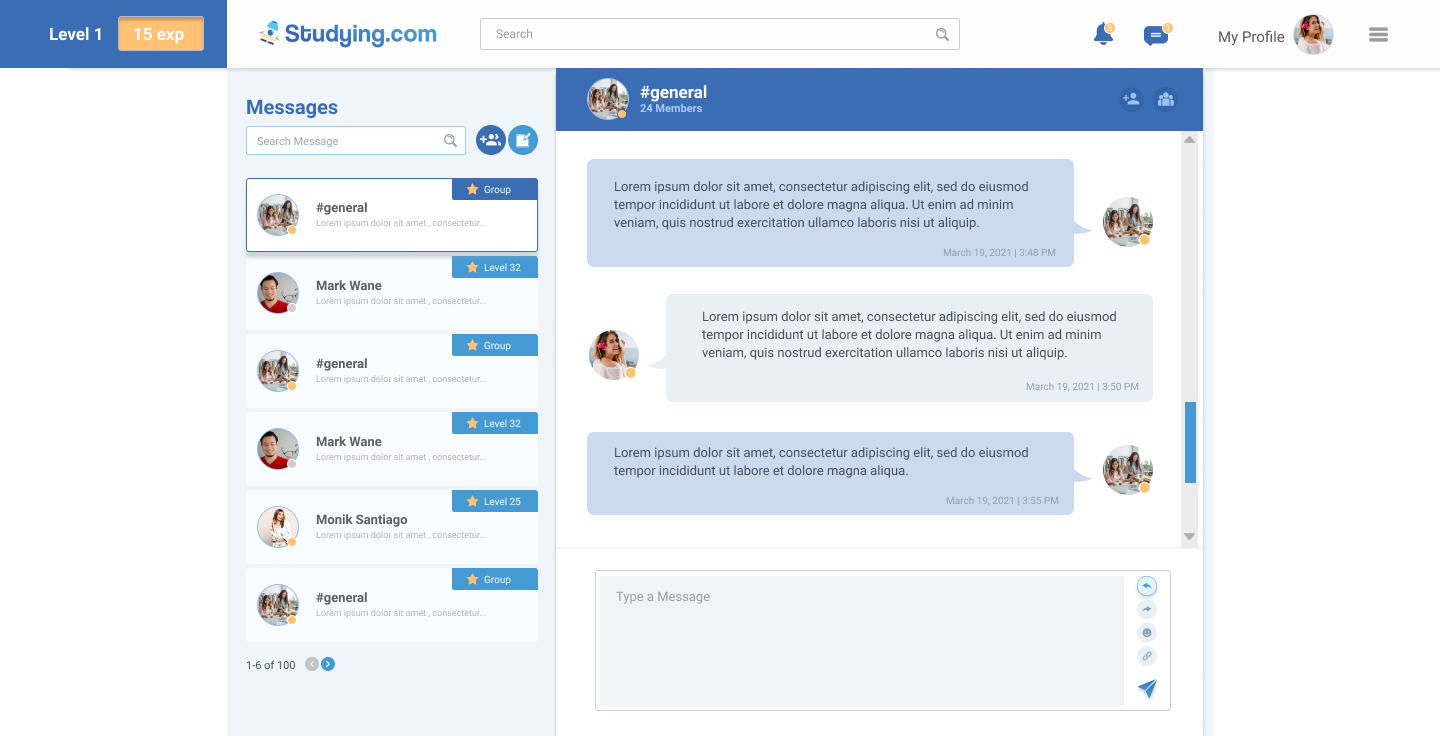 Level 1
15 exp
Studying.com
Search
5
3
My Profile
Messages
Search Message
Group
#general
Lorem ipsum dolor sit amet , consectetur...
Level 32
Mark Wane
Lorem ipsum dolor sit amet , consectetur...
Group
#general
Lorem ipsum dolor sit amet , consectetur...
Level 32
Mark Wane
Lorem ipsum dolor sit amet , consectetur...
Level 25
Monik Santiago
Lorem ipsum dolor sit amet , consectetur...
Group
#general
Lorem ipsum dolor sit amet , consectetur...
1-6 of 100
#general
24 Members
Lorem ipsum dolor sit amet, consectetur adipiscing elit, sed do eiusmod
tempor incididunt ut labore et dolore magna aliqua. Ut enim ad minim
veniam, quis nostrud exercitation ullamco laboris nisi ut aliquip.
March 19, 2021 | 3:48 PM
Lorem ipsum dolor sit amet, consectetur adipiscing elit, sed do eiusmod
tempor incididunt ut labore et dolore magna aliqua. Ut enim ad minim
veniam, quis nostrud exercitation ullamco laboris nisi ut aliquip.
March 19, 2021 | 3:50 PM
Lorem ipsum dolor sit amet, consectetur adipiscing elit, sed do eiusmod
tempor incididunt ut labore et dolore magna aliqua.
March 19, 2021 | 3:55 PM
Type a Message